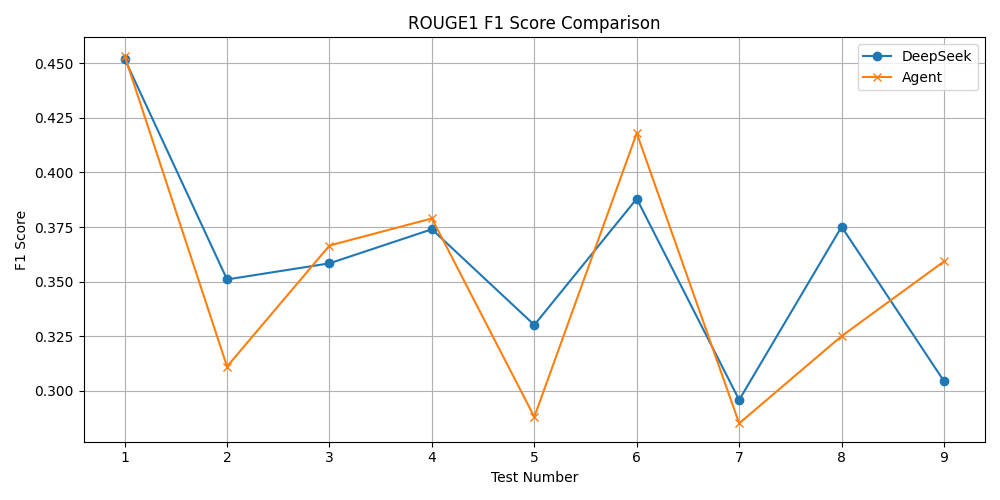 ROUGE1 F1 Score Comparison
DeepSeek
Agent
F1 Score
0.450
0.425
0.400
0.375
0.350
0.325
0.300
1 2 3 4 5 6 7 8 9
Test Number